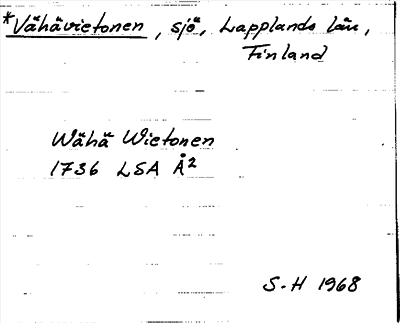 *Vähävietonen, sjö, Lapplands län,
Finland
Wähä Wietonen
1736 LSA Å2
S-H 1968